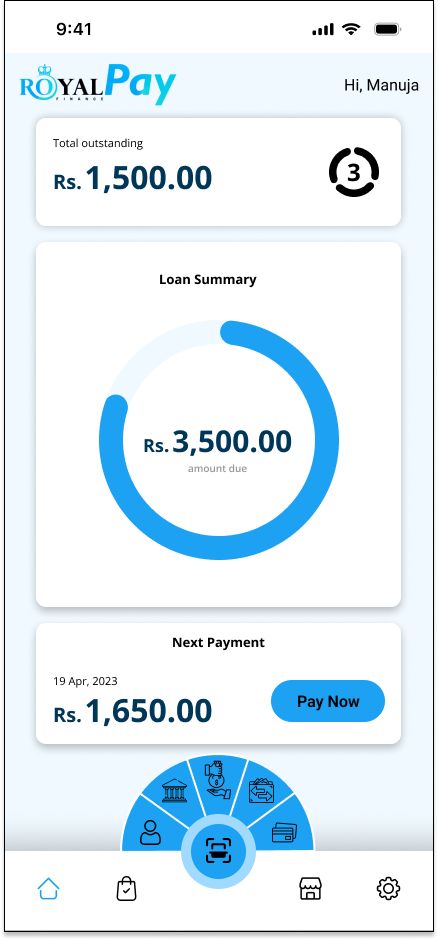 9:41
ROYAL Pay
FINANCE
Hi, Manuja
Total outstanding
Rs. 1,500.00
3
Loan Summary
Rs. 3,500.00
amount due
Next Payment
19 Apr, 2023
Rs. 1,650.00
Pay Now